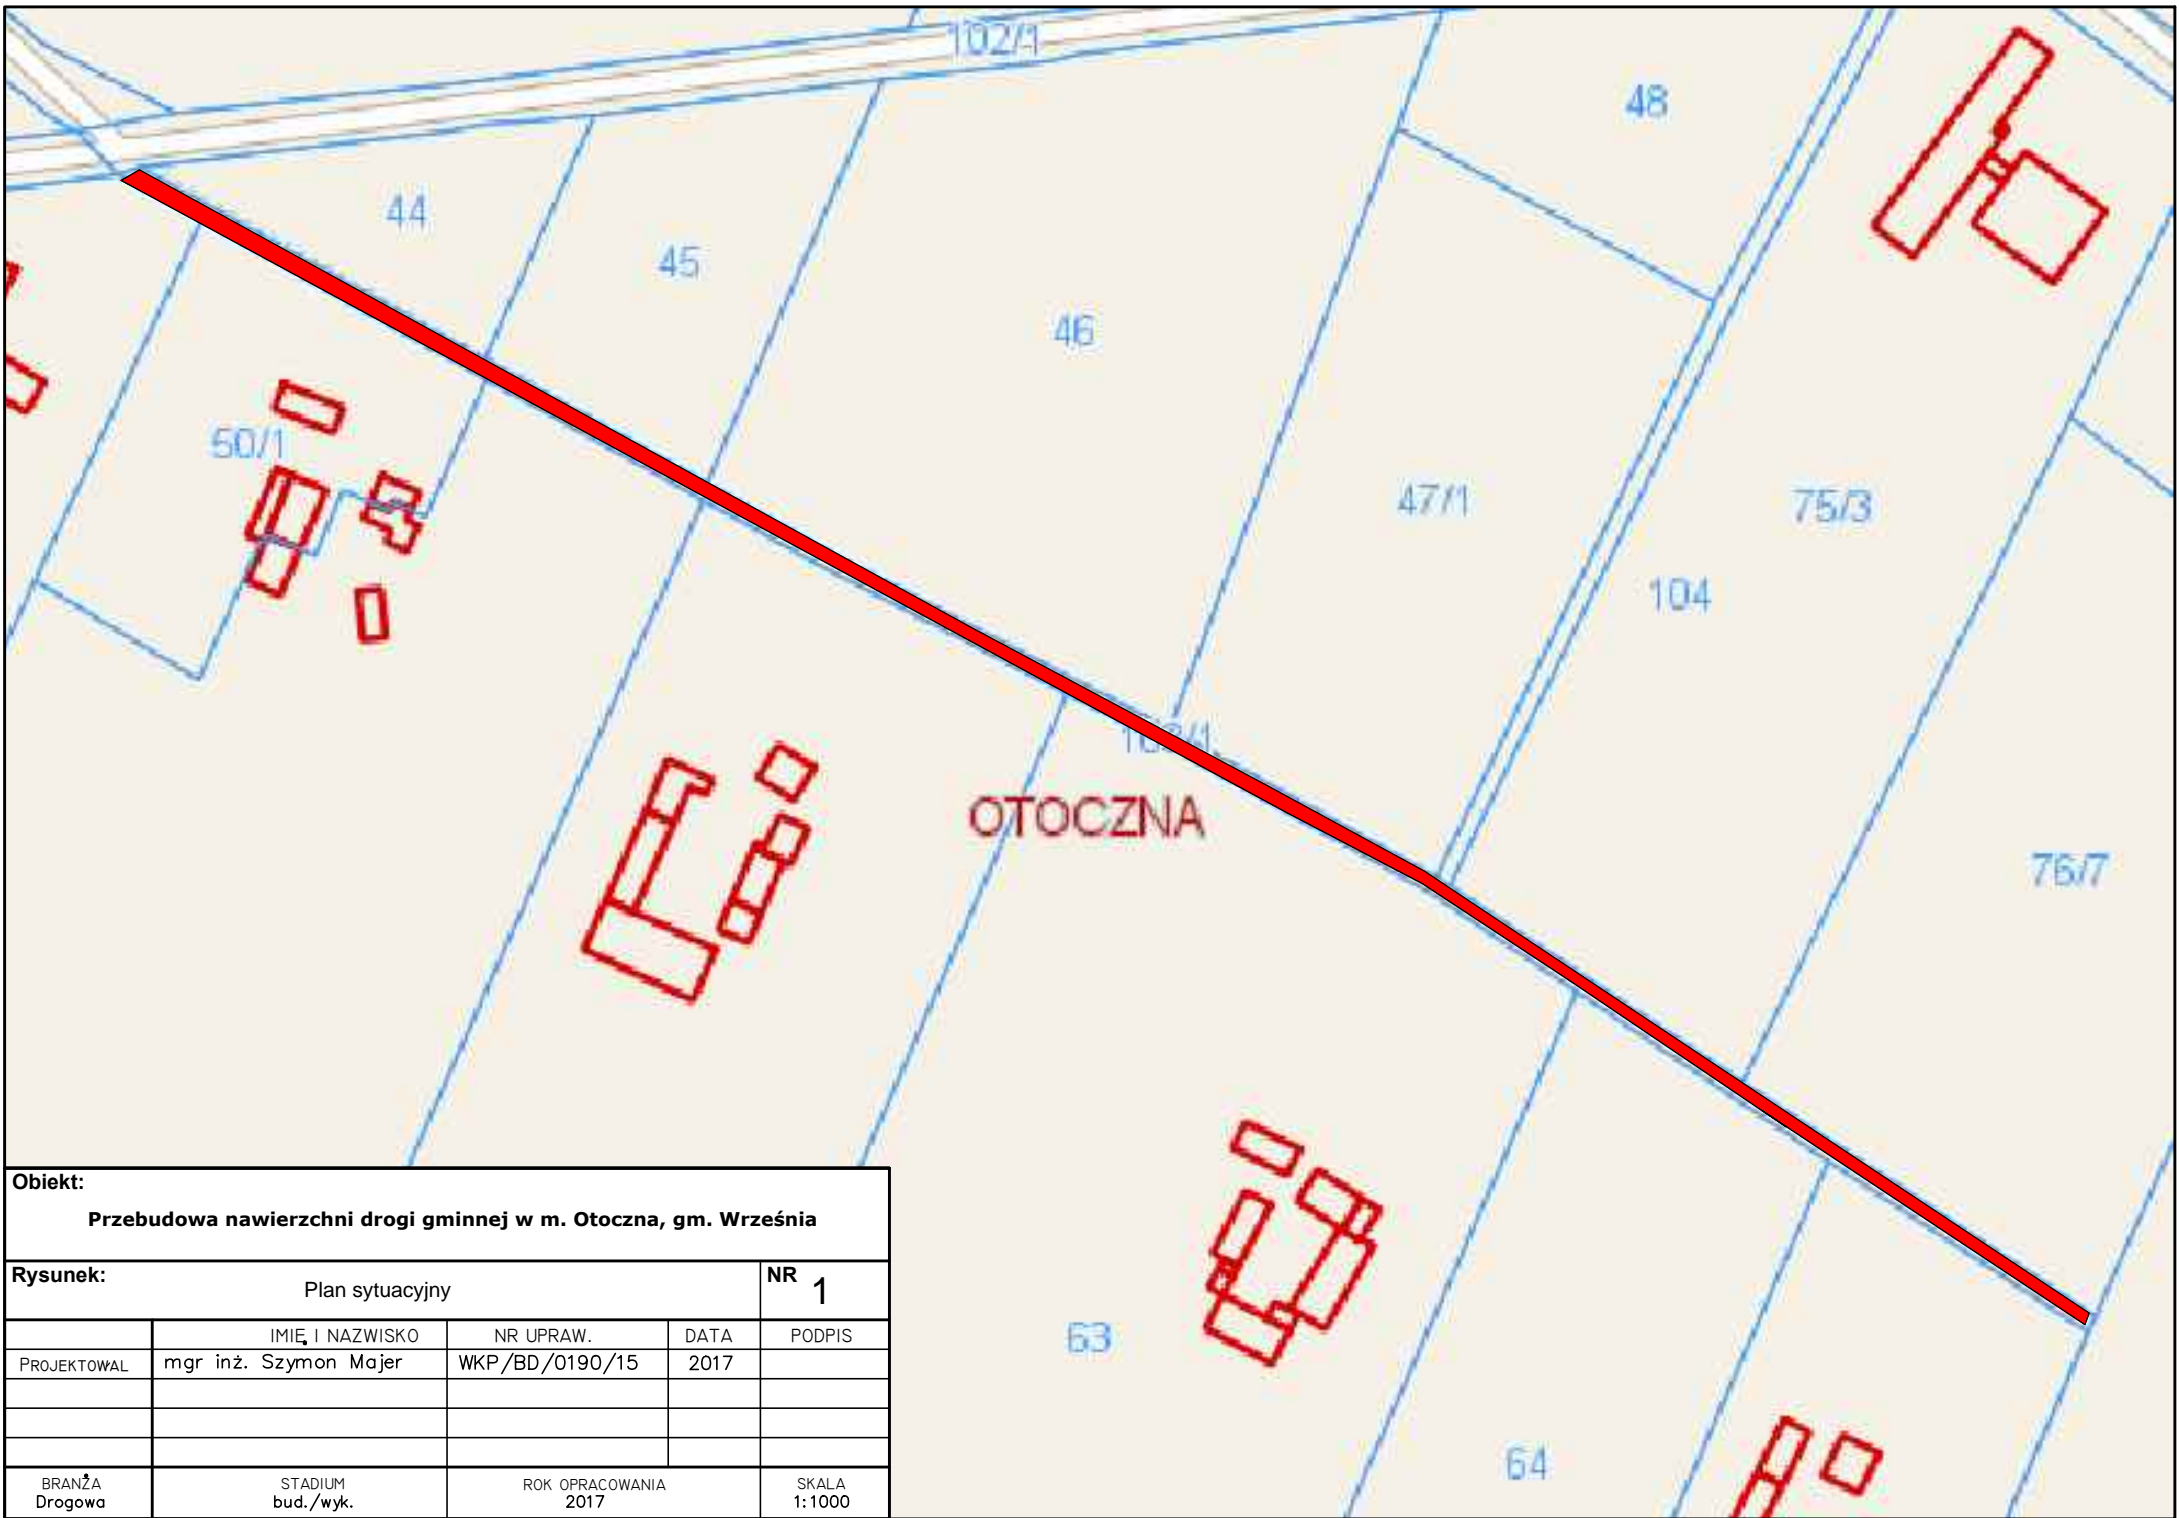 102/1
48
44
45
46
50/1
47/1
75/3
104
OTOCZNA
76/7
63
64
Obiekt:
Przebudowa nawierzchni drogi gminnej w m. Otoczna, gm. Września
Rysunek:
Plan sytuacyjny
NR 1
IMIĘ I NAZWISKO NR UPRAW. DATA PODPIS
PROJEKTOWAL mgr inż. Szymon Majer WKP/BD/0190/15 2017
BRANŻA STADIUM ROK OPRACOWANIA SKALA
Drogowa bud./wyk. 2017 1:1000